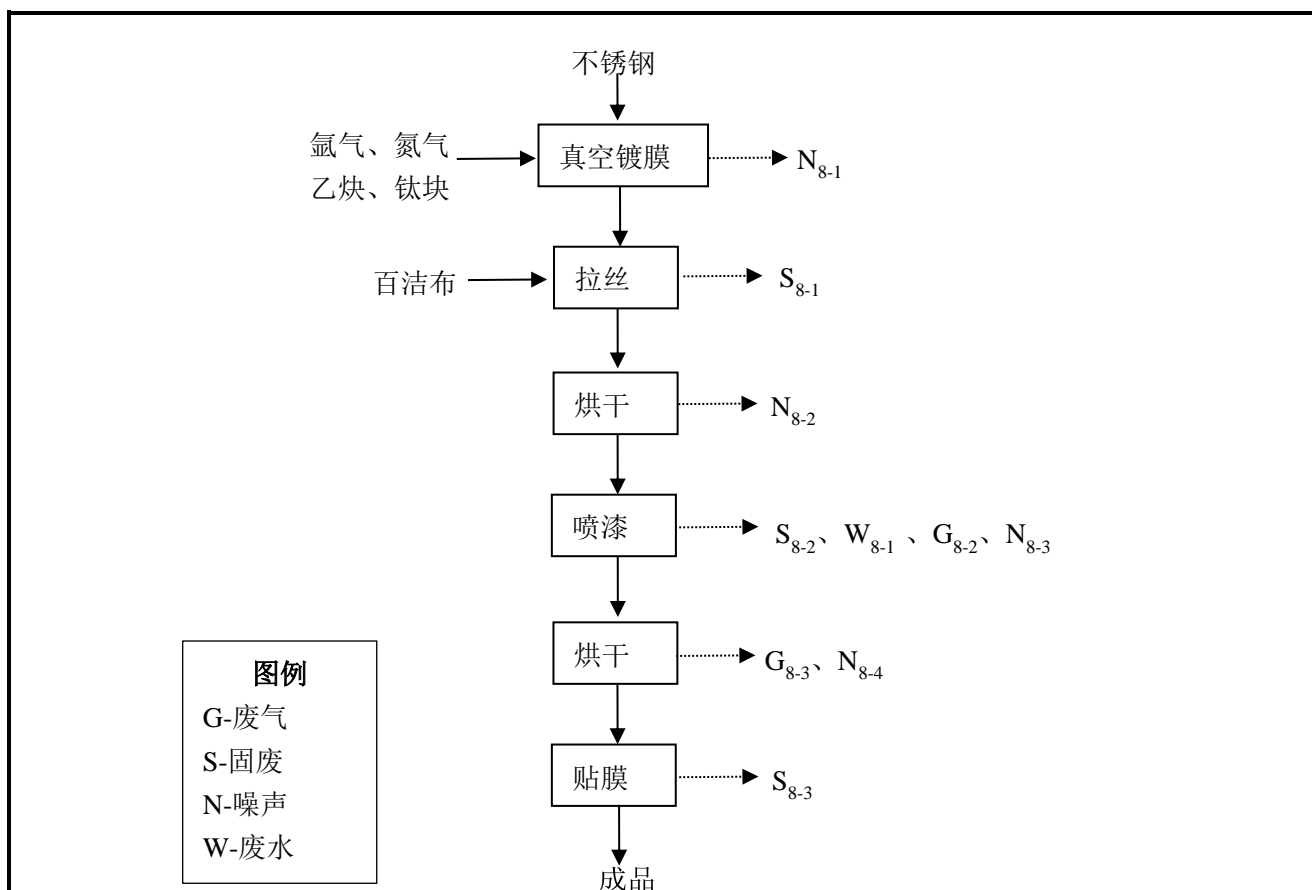 不锈钢
氩气、氮气
乙炔、钛块
真空镀膜
N8-1
百洁布
拉丝
S8-1
烘干
N8-2
喷漆
S8-2、W8-1、G8-2、N8-3
烘干
G8-3、N8-4
贴膜
S8-3
成品
图例
G-废气
S-固废
N-噪声
W-废水